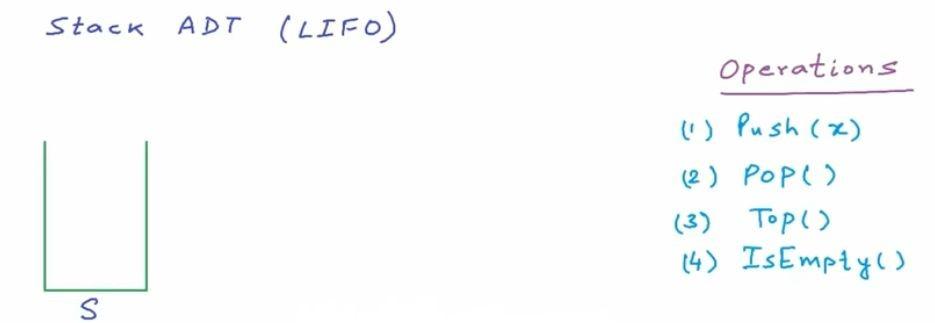 Stack ADT (LIFO)
Operations
(1) Push(x)
(2) Pop()
(3) Top()
(4) IsEmpty()
S